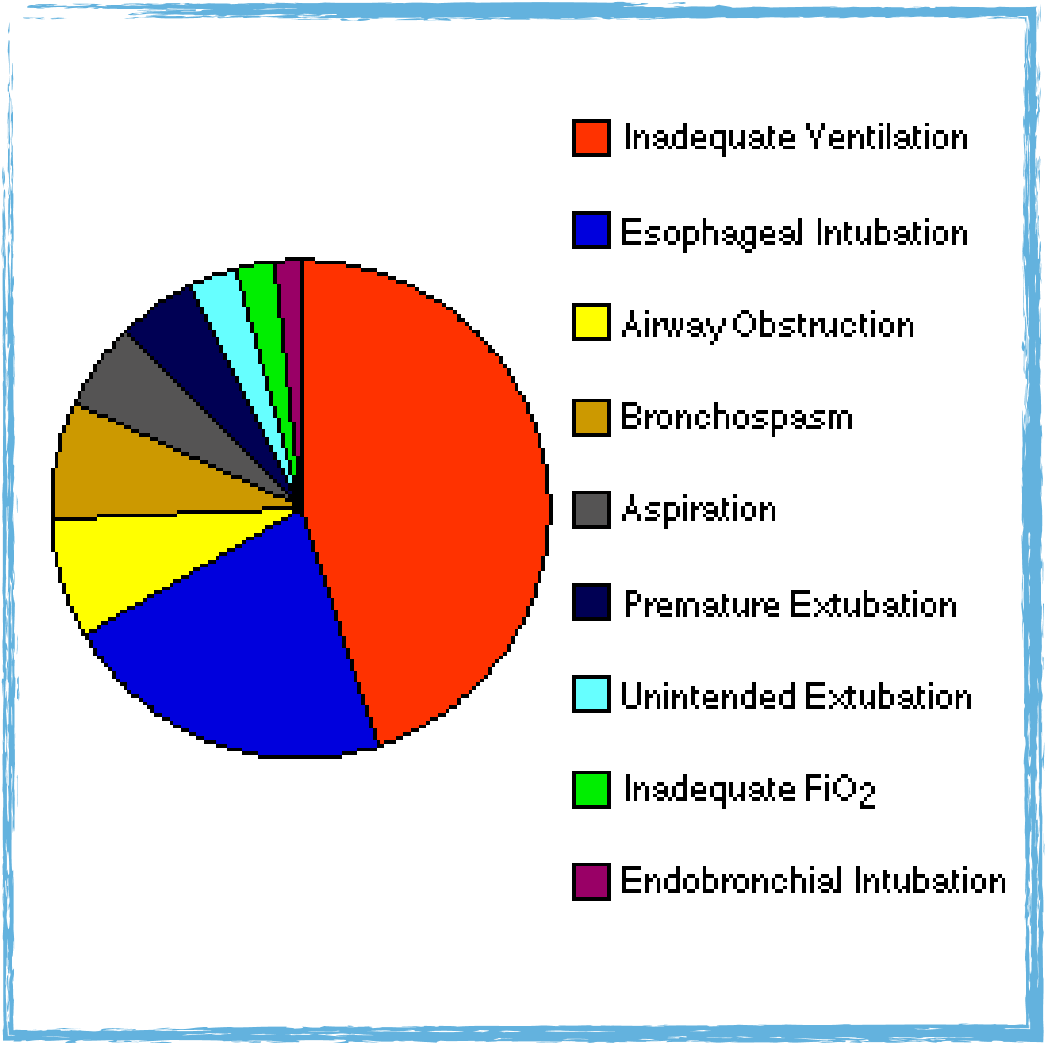 Inadequate Ventilation
Esophageal Intubation
Airway Obstruction
Bronchospasm
Aspiration
Premature Extubation
Unintended Extubation
Inadequate FiO₂
Endobronchial Intubation